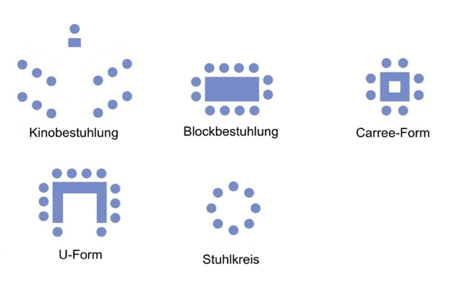 Kinobestuhlung
Blockbestuhlung
Carree-Form
U-Form
Stuhlkreis